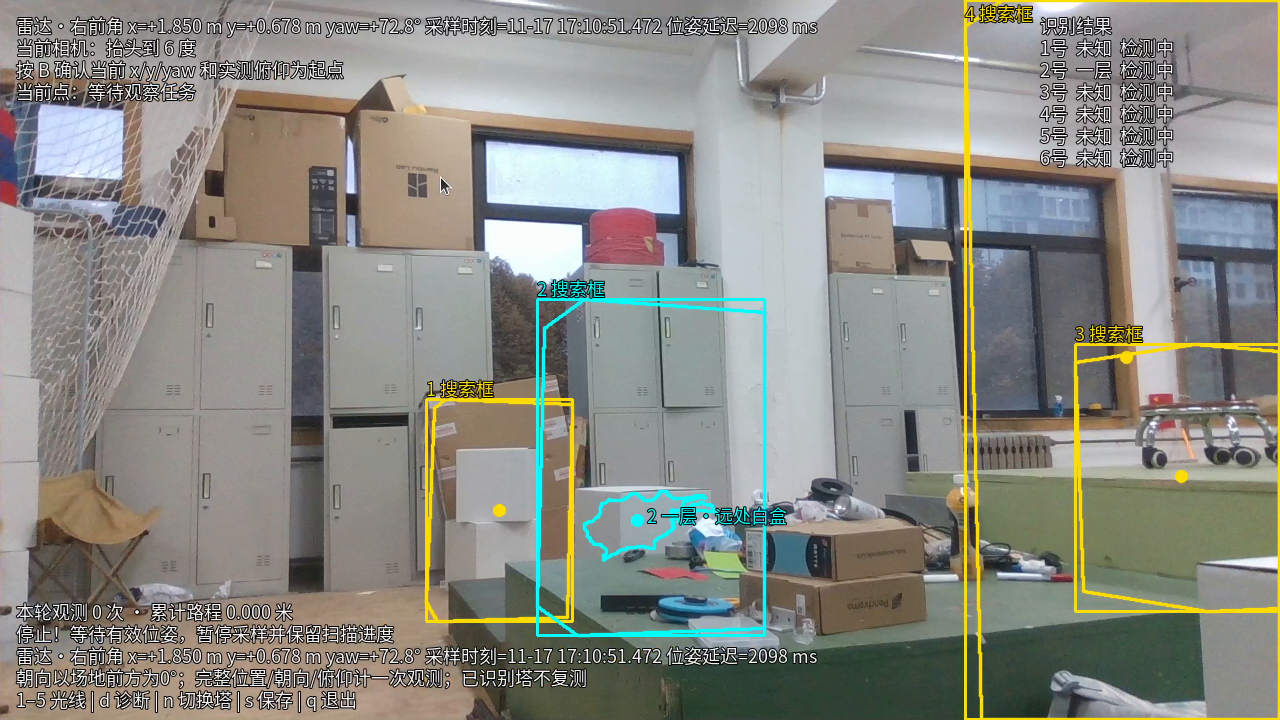 雷达·右前角 x=+1.850 m y=+0.678 m yaw=+72.8° 采样时刻=11-17 17:10:51.472 位姿延迟=2098 ms
当前相机：抬头到 6 度
按 B 确认当前 x/y/yaw 和实测俯仰为起点
当前点：等待观察任务
4 搜索框
识别结果
1号 未知 检测中
2号 一层 检测中
3号 未知 检测中
4号 未知 检测中
5号 未知 检测中
6号 未知 检测中
2 搜索框
3 搜索框
1 搜索框
2 一层·远处白盒
Panchroma
本轮观测 0 次 · 累计路程 0.000 米
停止！等待有效位姿，暂停采样并保留扫描进度
雷达·右前角 x=+1.850 m y=+0.678 m yaw=+72.8° 采样时刻=11-17 17:10:51.472 位姿延迟=2098 ms
朝向以场地前方为0°；完整位置/朝向/俯仰计一次观测；已识别塔不复测
1–5 光线 | d 诊断 | n 切换塔 | s 保存 | q 退出